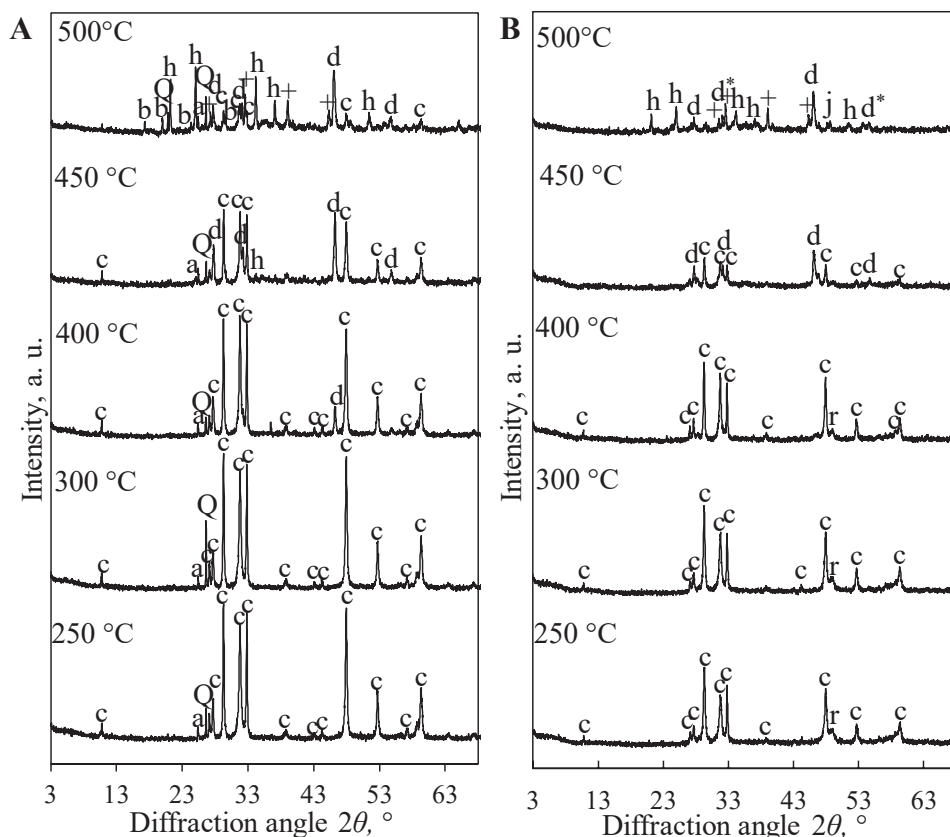 A
500°C
h h Q d + h h + + d c h d c
b Q b b a + c b c c
450 °C
c a Q d c c d c h d c c d c
400 °C
c a Q c c c c c c c d c c c c
300 °C
c a Q c c c c c c c c c c c c
250 °C
c a Q c c c c c c c c c c c
Intensity, a. u.
3 13 23 33 43 53 63
Diffraction angle 2θ, °
B
500°C
h h d + d* + j h h + + d j h d*
450 °C
d c c d c d c c d c
400 °C
c c c c c c c c r c c c
300 °C
c c c c c c c c r c c
250 °C
c c c c c c c c r c c
Intensity, a. u.
3 13 23 33 43 53 63
Diffraction angle 2θ, °